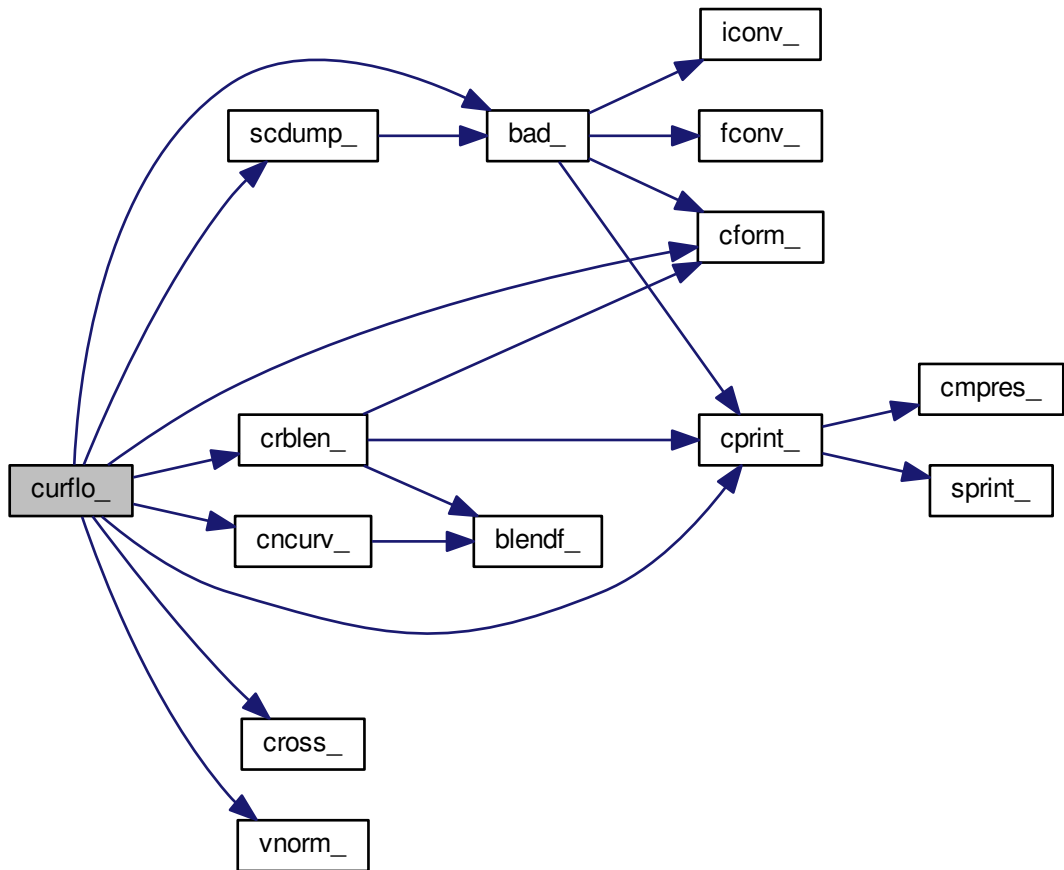 iconv_
scdump_
bad_
fconv_
cform_
cmpres_
crblen_
cprint_
curflo_
sprint_
cncurv_
blendf_
cross_
vnorm_